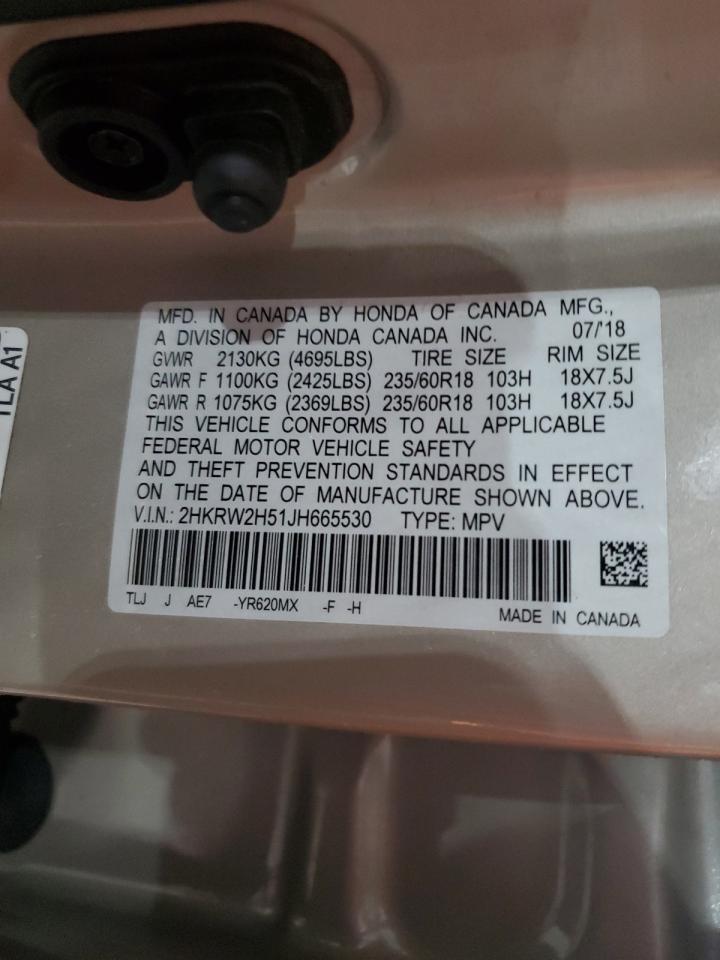 MFD. IN CANADA BY HONDA OF CANADA MFG.,
A DIVISION OF HONDA CANADA INC. 07/'18
GVWR 2130KG (4695LBS) TIRE SIZE RIM SIZE
GAWR F 1100KG (2425LBS) 235/60R18 103H 18X7.5J
GAWR R 1075KG (2369LBS) 235/60R18 103H 18X7.5J
THIS VEHICLE CONFORMS TO ALL APPLICABLE
FEDERAL MOTOR VEHICLE SAFETY
AND THEFT PREVENTION STANDARDS IN EFFECT
ON THE DATE OF MANUFACTURE SHOWN ABOVE.
V.I.N.: 2HKRW2H51JH665530 TYPE: MPV
TLJ J AE7 -YR620MX -F -H
MADE IN CANADA
TLA A1